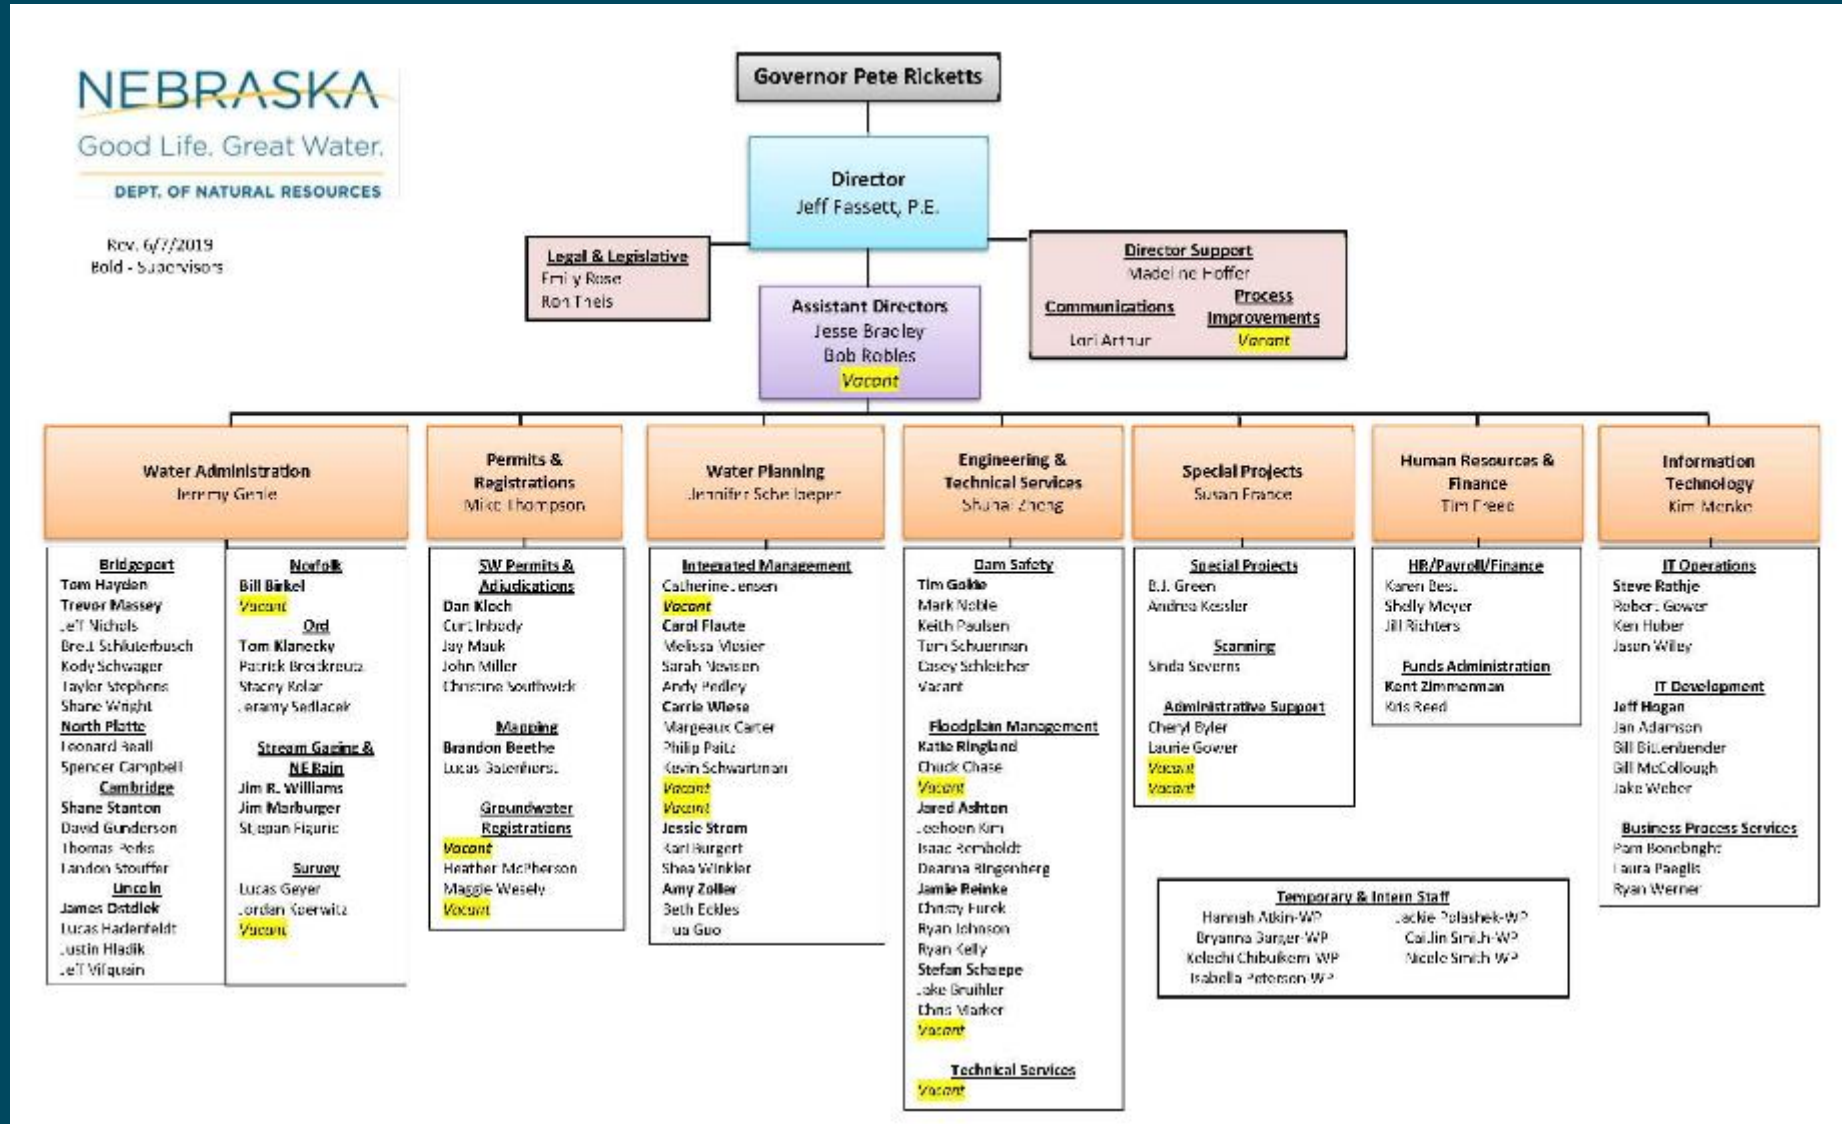 NEBRASKA
Good Life. Great Water.
DEPT. OF NATURAL RESOURCES
Rev. 6/7/2019
Bold - Supervisors
Governor Pete Ricketts
Director
Jeff Fassett, P.E.
Legal & Legislative
Emily Rose
Ron Theis
Director Support
Madeline Hoffer
Communications
Lori Arthur
Process
Improvements
Vacant
Assistant Directors
Jesse Bradley
Bob Robles
Vacant
Water Administration
Jeremy
Bridgeport
Tom Hayden
Trevor Massey
Jeff Nichols
Brett Schluterbusch
Kody Schwager
Taylor Stephens
Shane Wright
North Platte
Leonard Beall
Spencer Campbell
Cambridge
Shane Stanton
David Gunderson
Thomas Perks
Landon Stouffer
Lincoln
James Ostdiek
Lucas Hadenfeldt
Justin Hladik
Jeff Vifquain
Norfolk
Bill Birkel
Vacant
Ord
Tom Klanecky
Patrick Breitkreutz
Stacey Kolar
Jeramy Sedlacek
Stream Gaging &
NE Rain
Jim R. Williams
Jim Marburger
Stjepan Figuric
Survey
Lucas Geyer
Jordan Koerwitz
Vacant
Permits &
Registrations
Mike Thompson
SW Permits &
Adjudications
Dan Kloch
Curt Inbody
Jay Mauk
John Miller
Christine Southwick
Mapping
Brandon Beethe
Lucas Batenhorst
Groundwater
Registrations
Vacant
Heather McPherson
Maggie Wesely
Vacant
Water Planning
Jennifer Schellpeper
Integrated Management
Catherine Jensen
Vacant
Carol Flaute
Melissa Mosier
Sarah Nevison
Andy Pedley
Carrie Wiese
Margeaux Carter
Philip Paitz
Kevin Schwartman
Vacant
Vacant
Jessie Strom
Kari Burgert
Shea Winkler
Amy Zoller
Beth Eckles
Hua Guo
Engineering &
Technical Services
Shuhai Zheng
Dam Safety
Tim Gokie
Mark Noble
Keith Paulsen
Tom Schuerman
Casey Schleicher
Vacant
Floodplain Management
Katie Ringland
Chuck Chase
Vacant
Jared Ashton
Jeehoon Kim
Isaac Remboldt
Deanna Ringenberg
Jamie Reinke
Christy
Ryan Johnson
Ryan Kelly
Stefan Schaepe
Jake Gruihler
Chris Marker
Vacant
Technical Services
Vacant
Special Projects
Susan France
Special Projects
B.J. Green
Andrea Kessler
Scanning
Sinda Severns
Administrative Support
Cheryl Byler
Laurie Gower
Vacant
Vacant
Human Resources &
Finance
Tim Freed
HR/Payroll/Finance
Karen Best
Shelly Meyer
Jill Richters
Funds Administration
Kent Zimmerman
Kris Reed
Information
Technology
Kim Menke
IT Operations
Steve Rathje
Robert Gower
Ken Huber
Jason Wiley
IT Development
Jeff Hogan
Jan Adamson
Bill Bittenbender
Bill McCollough
Jake Weber
Business Process Services
Pam Bonebright
Laura Paeglis
Ryan Werner
Temporary & Intern Staff
Hannah Atkin-WP
Bryanna Barger-WP
Kelechi Chibuikem-WP
Isabella Peterson-WP
Jackie Polashek-WP
Caitlin Smith-WP
Nicole Smith-WP